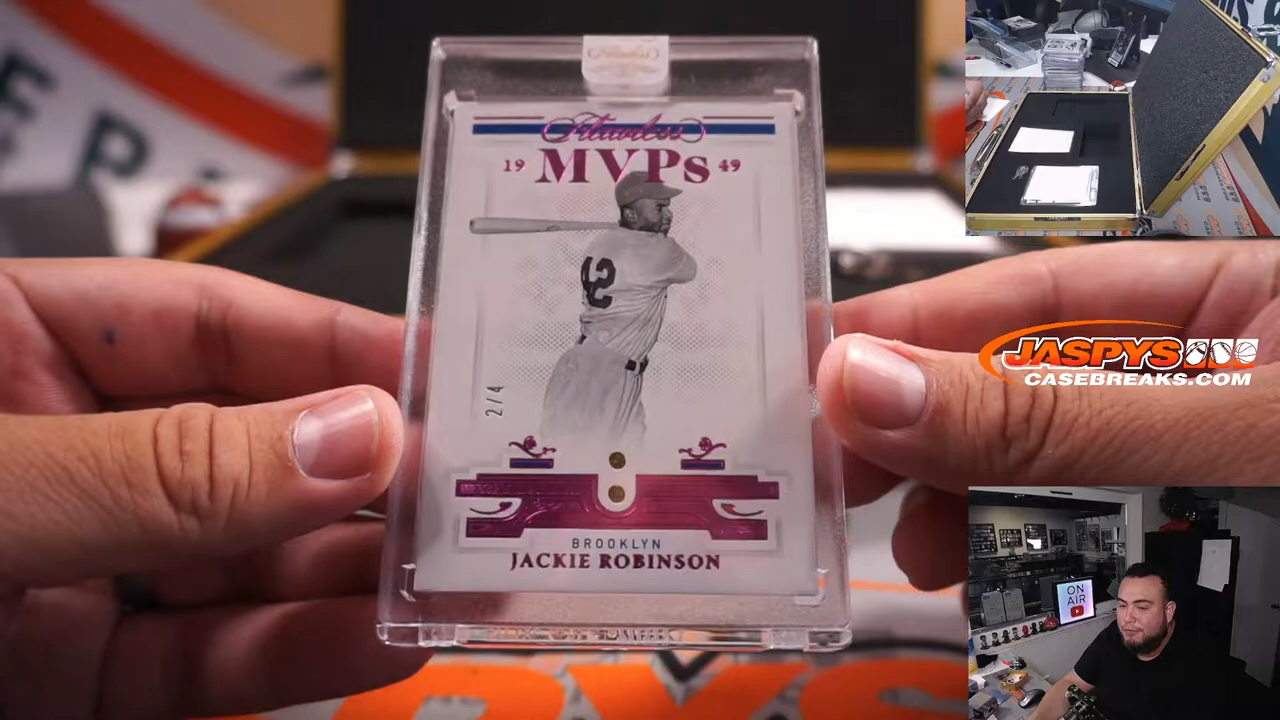 Flawless
19 MVPs 49
42
2/4
BROOKLYN
JACKIE ROBINSON
JASPYS
CASEBREAKS.COM
ON
AIR